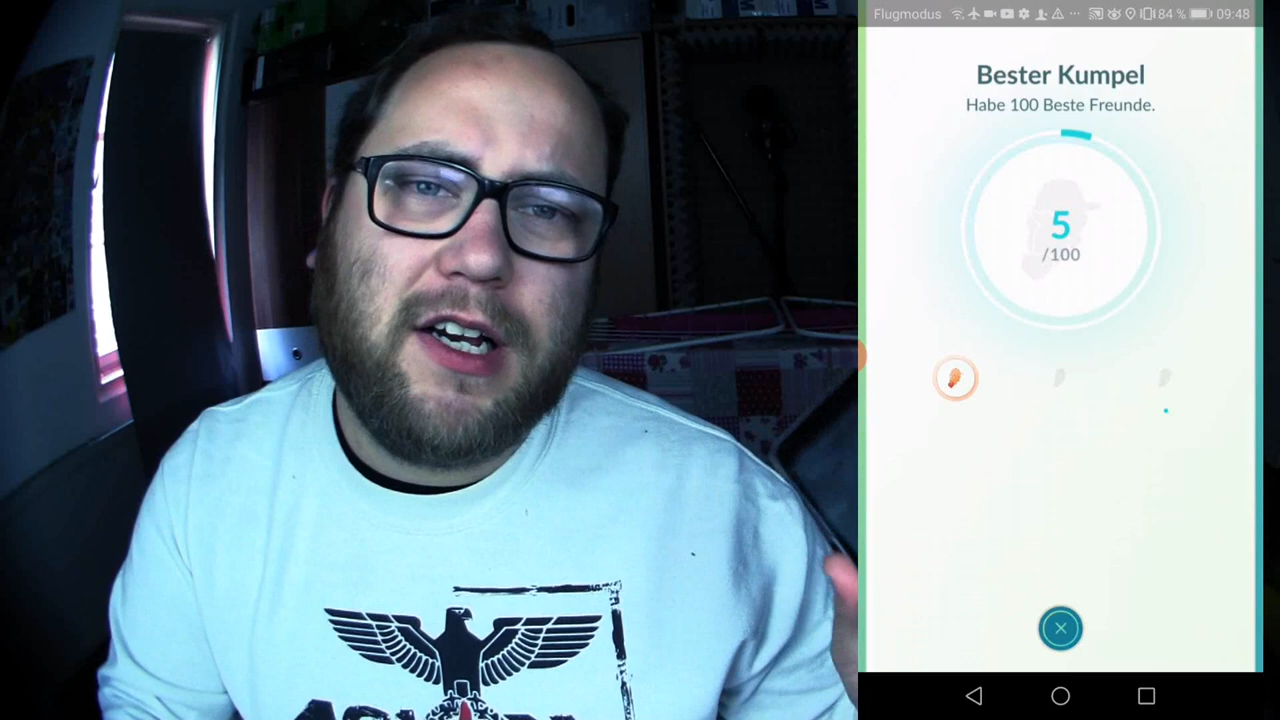 Flugmodus 84 % 09:48
Bester Kumpel
Habe 100 Beste Freunde.
5
/100